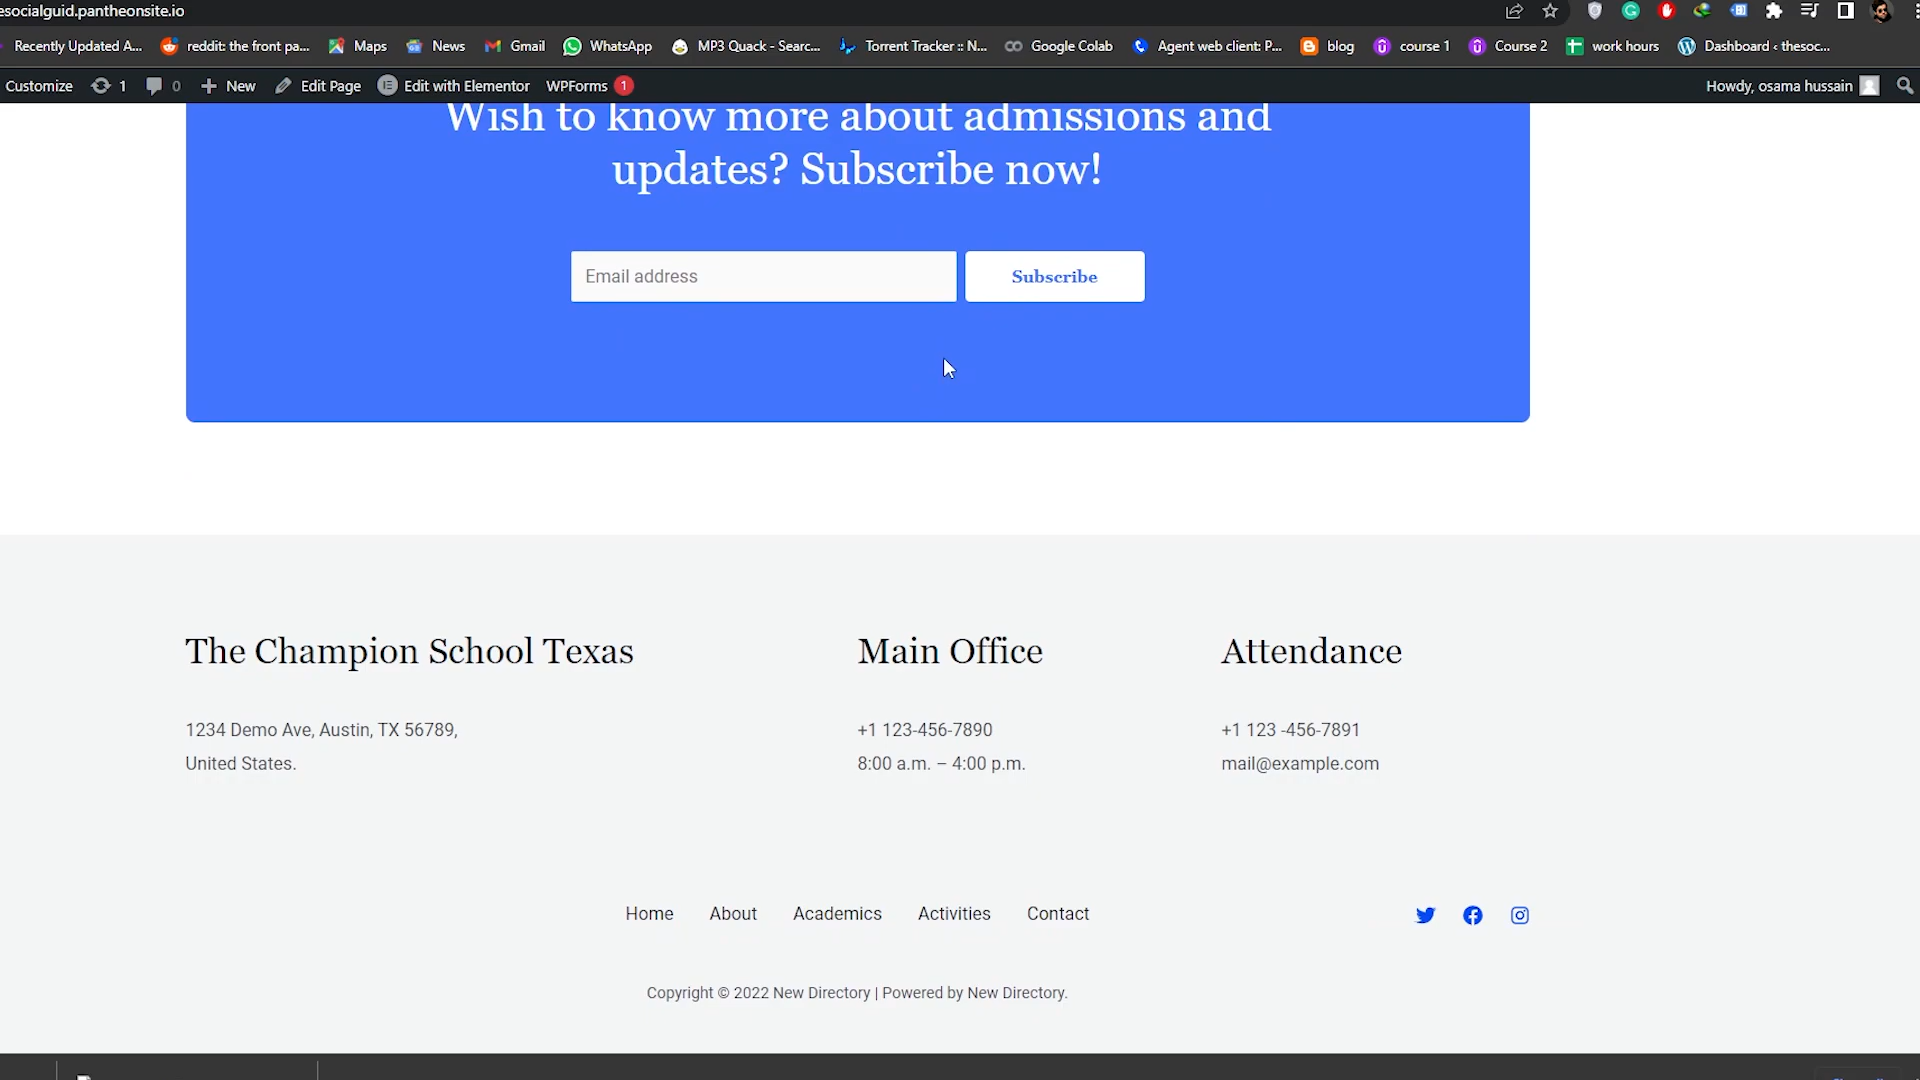 esocialguid.pantheonsite.io
Recently Updated A... reddit: the front pa... Maps News Gmail WhatsApp MP3 Quack - Searc... Torrent Tracker :: N... Google Colab Agent web client: P... blog course 1 Course 2 work hours Dashboard ‹ thesoc...
Customize 1 0 New Edit Page Edit with Elementor WPForms 1 Howdy, osama hussain
Wish to know more about admissions and
updates? Subscribe now!
Email address Subscribe
The Champion School Texas
1234 Demo Ave, Austin, TX 56789,
United States.
Main Office
+1 123-456-7890
8:00 a.m. – 4:00 p.m.
Attendance
+1 123 -456-7891
mail@example.com
Home About Academics Activities Contact
Copyright © 2022 New Directory | Powered by New Directory.